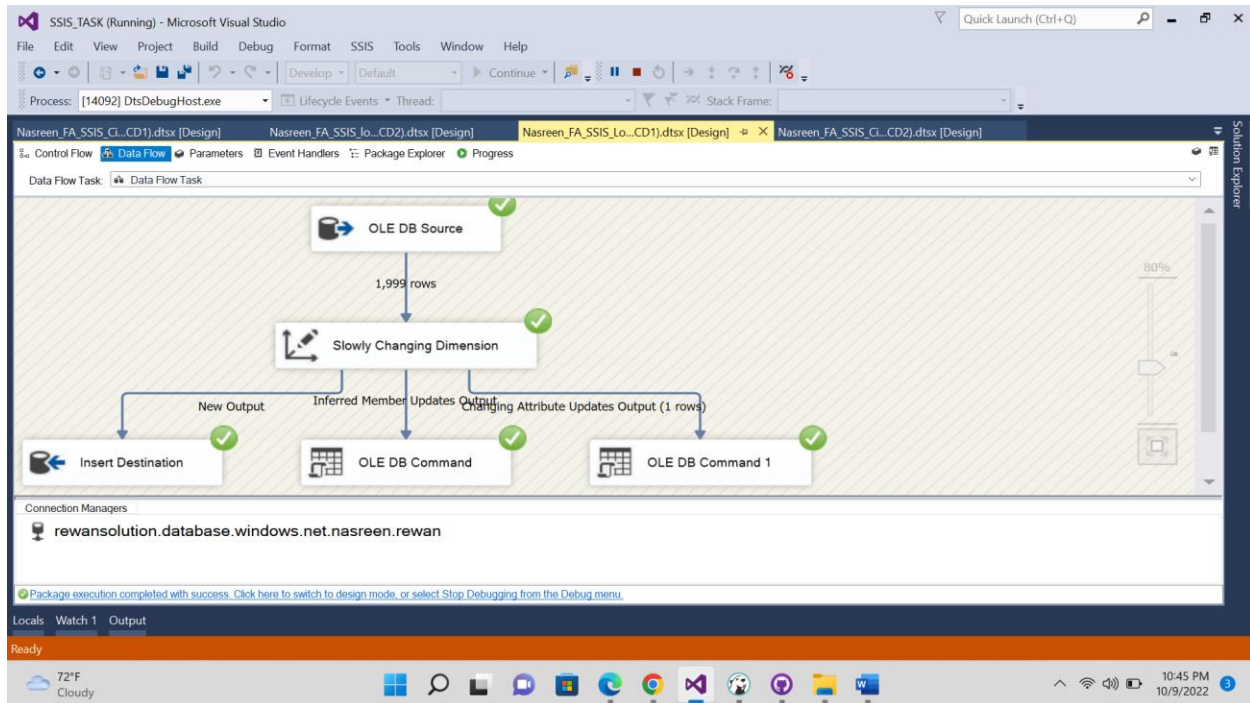 SSIS_TASK (Running) - Microsoft Visual Studio
Quick Launch (Ctrl+Q)
File Edit View Project Build Debug Format SSIS Tools Window Help
Develop Default Continue
Process: [14092] DtsDebugHost.exe Lifecycle Events Thread: Stack Frame:
Nasreen_FA_SSIS_Ci...CD1).dtsx [Design] Nasreen_FA_SSIS_lo...CD2).dtsx [Design] Nasreen_FA_SSIS_Lo...CD1).dtsx [Design] Nasreen_FA_SSIS_Ci...CD2).dtsx [Design]
Solution Explorer
Control Flow Data Flow Parameters Event Handlers Package Explorer Progress
Data Flow Task: Data Flow Task
OLE DB Source
80%
1,999 rows
Slowly Changing Dimension
New Output
Inferred Member Updates Output
Changing Attribute Updates Output (1 rows)
Insert Destination
OLE DB Command
OLE DB Command 1
Connection Managers
rewansolution.database.windows.net.nasreen.rewan
Package execution completed with success. Click here to switch to design mode, or select Stop Debugging from the Debug menu.
Locals Watch 1 Output
Ready
72°F
Cloudy
10:45 PM
10/9/2022
3